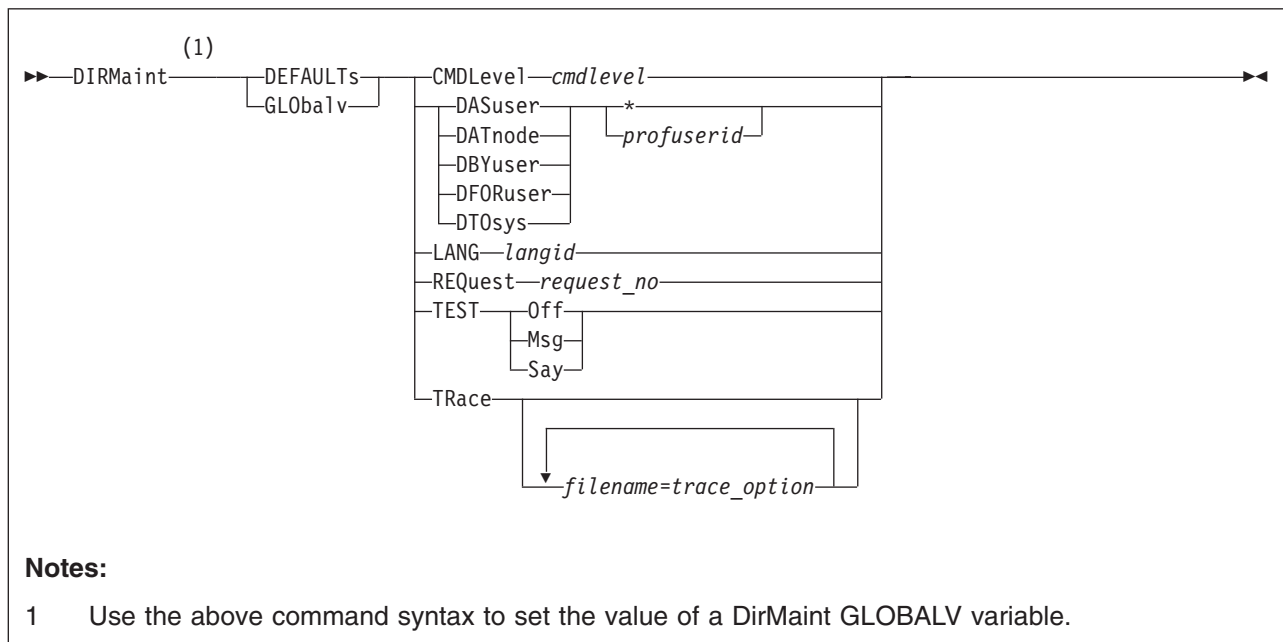 (1)
DIRMaint DEFAULTs CMDLevel cmdlevel
GLObalv DASuser *
DATnode profuserid
DBYuser
DFORuser
DTOsys
LANG langid
REQuest request_no
TEST Off
Msg
Say
TRace
filename=trace_option
Notes:
1 Use the above command syntax to set the value of a DirMaint GLOBALV variable.